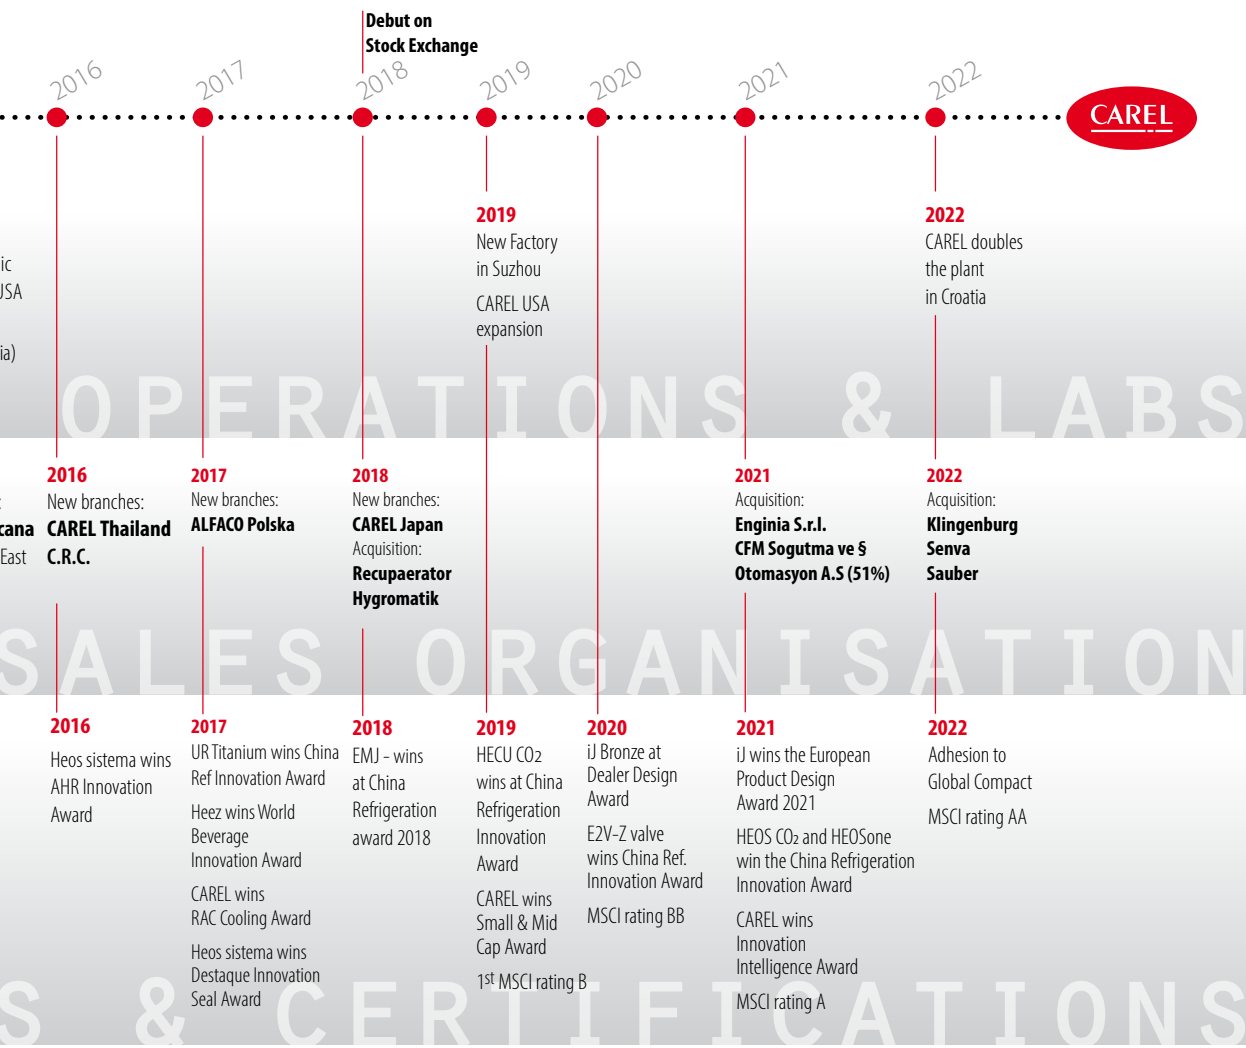 Debut on
Stock Exchange
2016
2017
2018
2019
2020
2021
2022
CAREL
2019
New Factory
in Suzhou
CAREL USA
expansion
2022
CAREL doubles
the plant
in Croatia
ic
USA
ia)
OPERATIONS & LABS
cana
East
2016
New branches:
CAREL Thailand
C.R.C.
2017
New branches:
ALFACO Polska
2018
New branches:
CAREL Japan
Acquisition:
Recupaerator
Hygromatik
2021
Acquisition:
Enginia S.r.l.
CFM Sogutma ve §
Otomasyon A.S (51%)
2022
Acquisition:
Klingenburg
Senva
Sauber
SALES ORGANISATION
2016
Heos sistema wins
AHR Innovation
Award
2017
UR Titanium wins China
Ref Innovation Award
Heez wins World
Beverage
Innovation Award
CAREL wins
RAC Cooling Award
Heos sistema wins
Destaque Innovation
Seal Award
2018
EMJ - wins
at China
Refrigeration
award 2018
2019
HECU CO2
wins at China
Refrigeration
Innovation
Award
CAREL wins
Small & Mid
Cap Award
1st MSCI rating B
2020
iJ Bronze at
Dealer Design
Award
E2V-Z valve
wins China Ref.
Innovation Award
MSCI rating BB
2021
iJ wins the European
Product Design
Award 2021
HEOS CO2 and HEOSone
win the China Refrigeration
Innovation Award
CAREL wins
Innovation
Intelligence Award
MSCI rating A
2022
Adhesion to
Global Compact
MSCI rating AA
S & CERTIFICATIONS